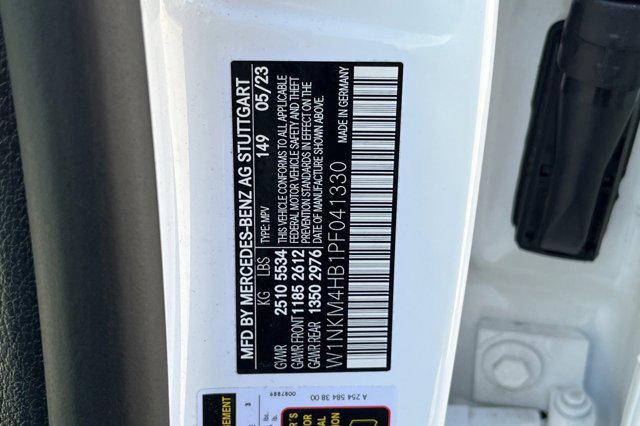 MFD BY MERCEDES-BENZ AG STUTTGART
TYPE: MPV 149 05/23
KG LBS
GVWR 2510 5534
GAWR FRONT 1185 2612
GAWR REAR 1350 2976
THIS VEHICLE CONFORMS TO ALL APPLICABLE
FEDERAL MOTOR VEHICLE SAFETY AND THEFT
PREVENTION STANDARDS IN EFFECT ON THE
DATE OF MANUFACTURE SHOWN ABOVE.
W1NKM4HB1PF041330
MADE IN GERMANY
A 254 584 38 00